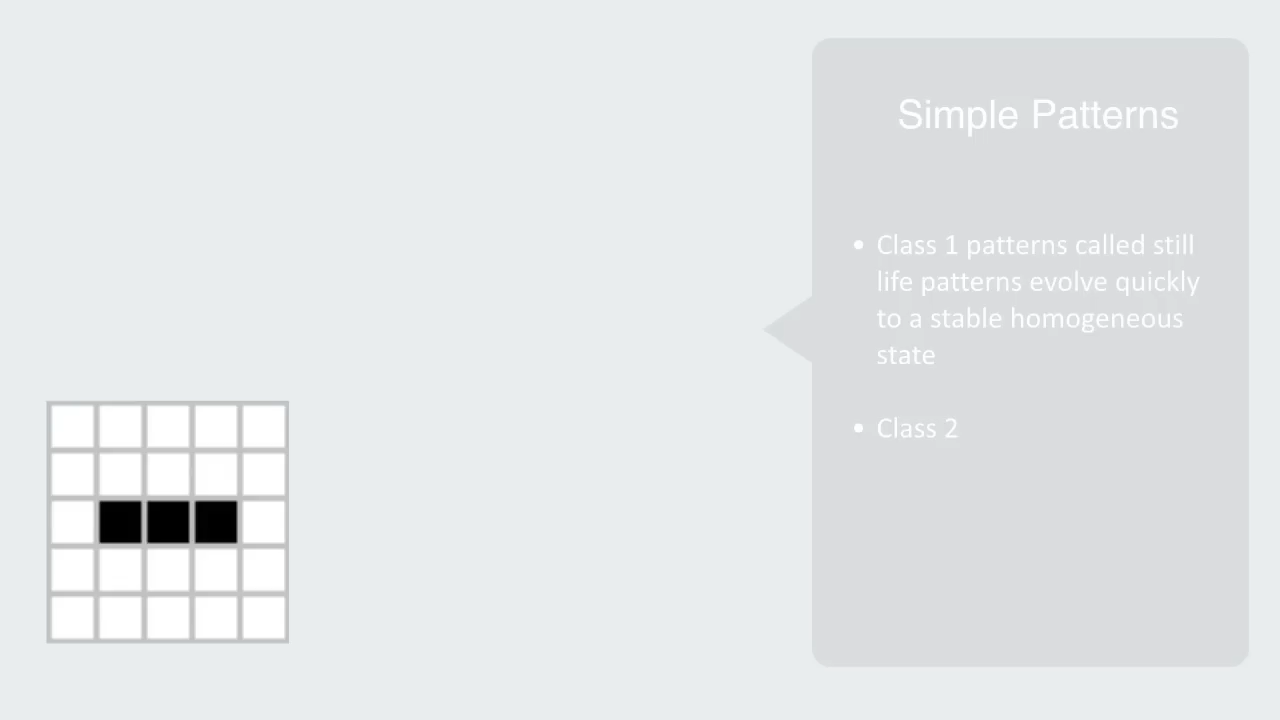 Simple Patterns
• Class 1 patterns called still
life patterns evolve quickly
to a stable homogeneous
state
• Class 2